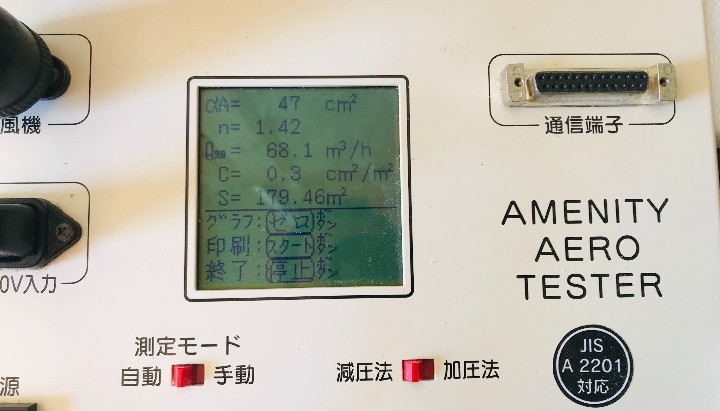 αA= 47 cm²
n= 1.42
Q₉.₈= 68.1 m³/h
C= 0.3 cm²/m²
S= 179.46m²
グラフ:ゼロボタン
印刷:スタートボタン
終了:停止ボタン
風機
0V入力
源
通信端子
AMENITY
AERO
TESTER
測定モード
自動 手動
減圧法 加圧法
JIS
A 2201
対応